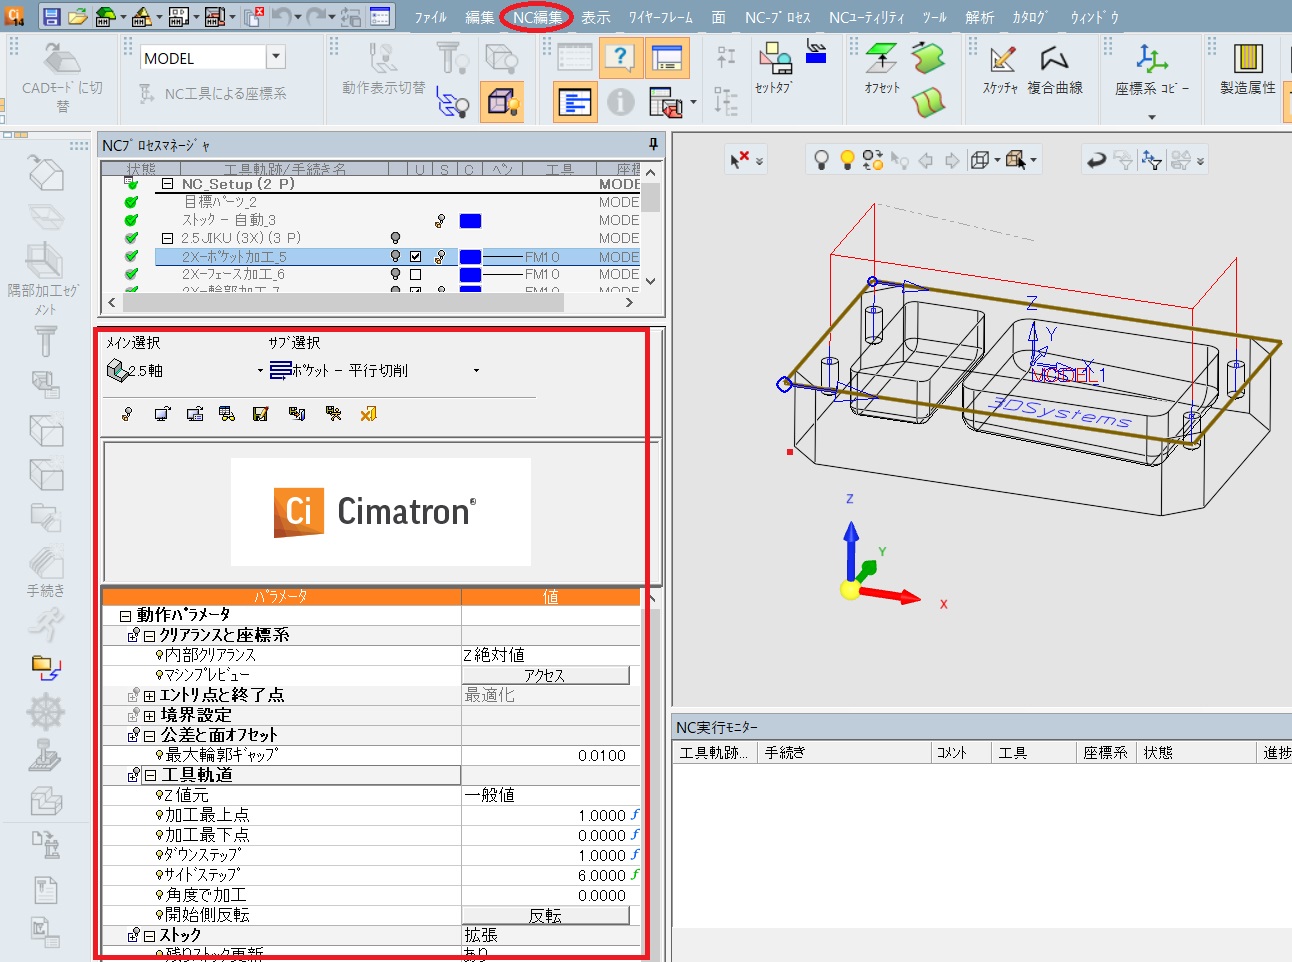 Ci
14
ﾌｧｲﾙ 編集 NC編集 表示 ﾜｲﾔｰﾌﾚｰﾑ 面 NC-ﾌﾟﾛｾｽ NCﾕｰﾃｨﾘﾃｨ ﾂｰﾙ 解析 ｶﾀﾛｸﾞ ｳｨﾝﾄﾞｳ
CADﾓｰﾄﾞに切
替
MODEL
NC工具による座標系
動作表示切替
ｾｯﾄﾀﾌﾞ
ｵﾌｾｯﾄ
ｽｹｯﾁｬ
複合曲線
座標系 ｺﾋﾟｰ
製造属性
NCﾌﾟﾛｾｽﾏﾈｰｼﾞｬ
状態 工具軌跡/手続き名 U S C ﾍﾟﾝ 工具 座標
NC_Setup (2 P) MODE
目標ﾊﾟｰﾂ_2 MODE
ｽﾄｯｸ - 自動_3 MODE
2.5JIKU (3X) (3 P) MODE
2X-ﾎﾟｹｯﾄ加工_5 FM10 MODE
2X-ﾌｪｰｽ加工_6 FM10 MODE
2X-輪郭加工_7 FM10 MODE
隅部加工ｾｸﾞ
ﾒﾝﾄ
手続き
ﾒｲﾝ選択 ｻﾌﾞ選択
2.5軸 ﾎﾟｹｯﾄ - 平行切削
Ci Cimatron®
ﾊﾟﾗﾒｰﾀ 値
動作ﾊﾟﾗﾒｰﾀ
ｸﾘｱﾗﾝｽと座標系
内部ｸﾘｱﾗﾝｽ Z 絶対値
ﾏｼﾝﾌﾟﾚﾋﾞｭｰ アクセス
ｴﾝﾄﾘ点と終了点 最適化
境界設定
公差と面ｵﾌｾｯﾄ
最大輪郭ｷﾞｬｯﾌﾟ 0.0100
工具軌道
Z 値元 一般値
加工最上点 1.0000 f
加工最下点 0.0000 f
ﾀﾞｳﾝｽﾃｯﾌﾟ 1.0000 f
ｻｲﾄﾞｽﾃｯﾌﾟ 6.0000 f
角度で加工 0.0000
開始側反転 反転
ｽﾄｯｸ 拡張
残りｽﾄｯｸ更新 あり
Z
Y
X
MODEL_1
3DSystems
Z
Y
X
NC実行ﾓﾆﾀｰ
工具軌跡... 手続き ｺﾒﾝﾄ 工具 座標系 状態 進捗